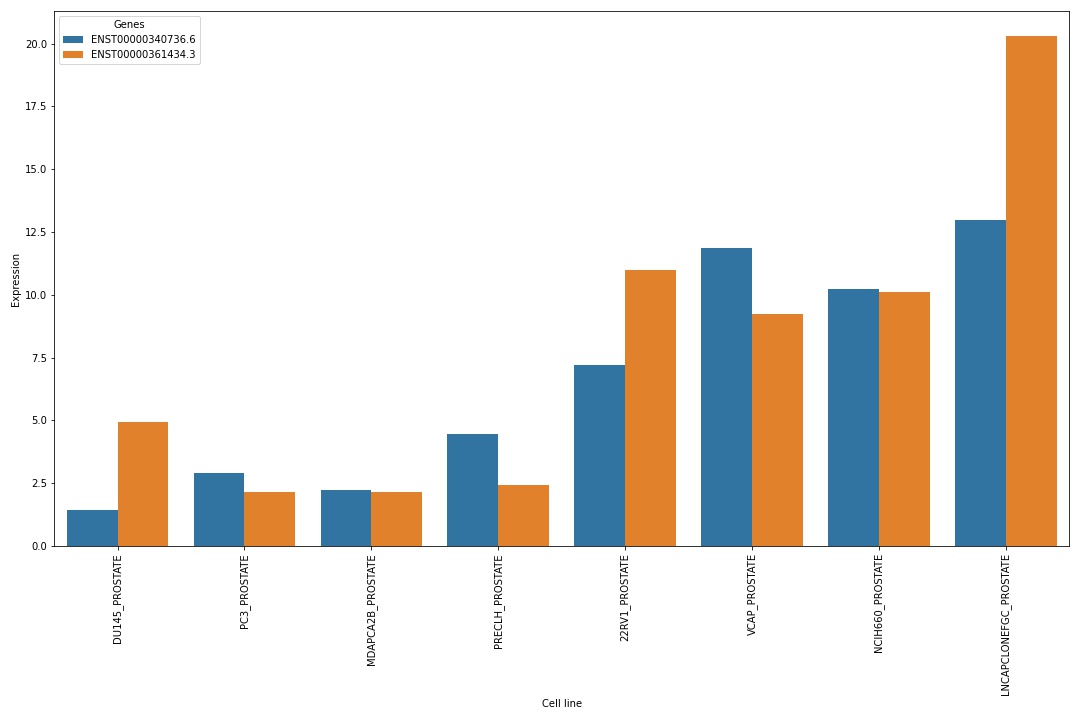 Genes
ENST00000340736.6
ENST00000361434.3
Expression
20.0
17.5
15.0
12.5
10.0
7.5
5.0
2.5
0.0
DU145_PROSTATE
PC3_PROSTATE
MDAPCA2B_PROSTATE
PRECLH_PROSTATE
22RV1_PROSTATE
VCAP_PROSTATE
NCIH660_PROSTATE
LNCAPCLONEFGC_PROSTATE
Cell line